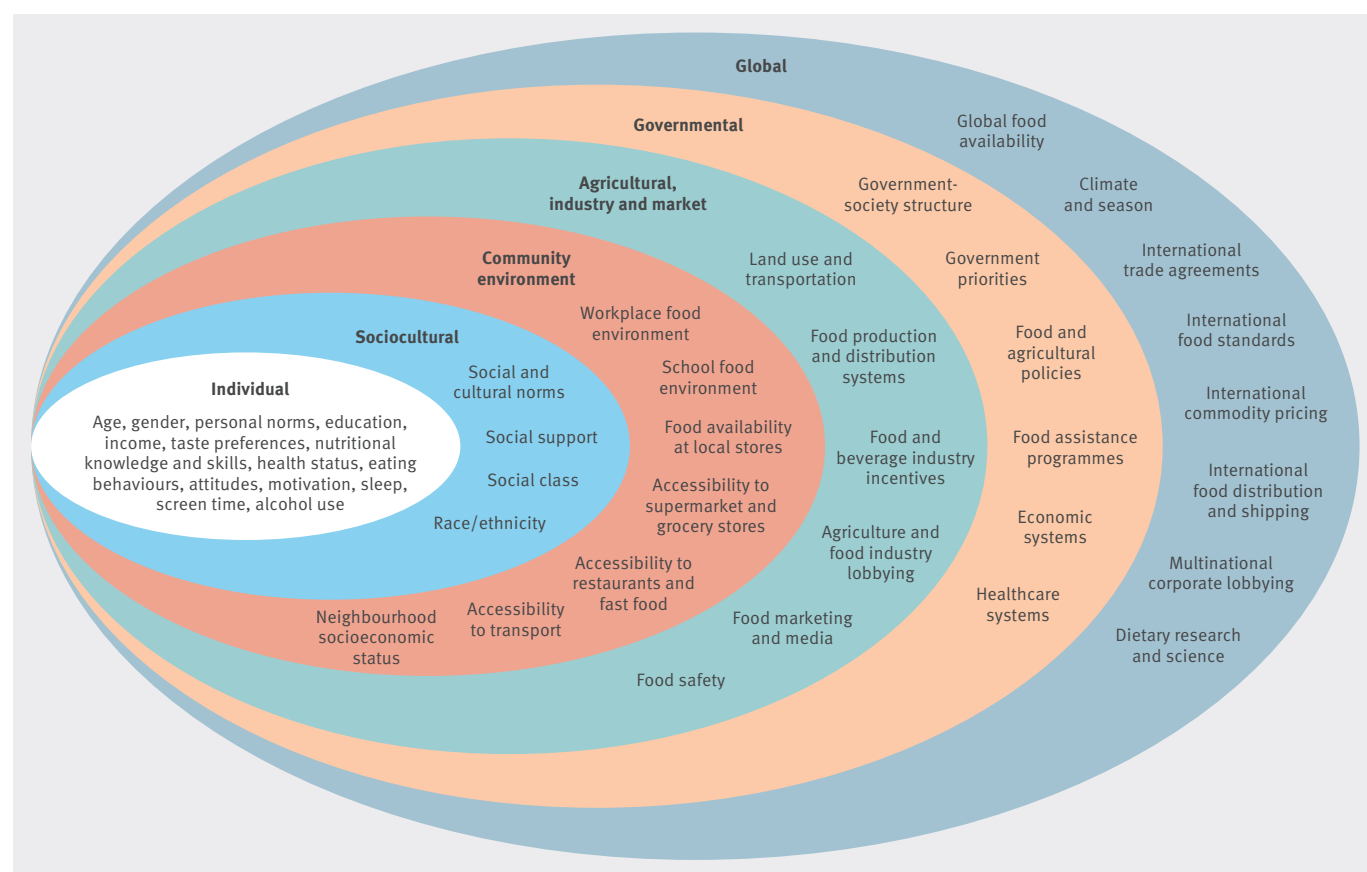 Global
Global food
availability
Climate
and season
International
trade agreements
International
food standards
International
commodity pricing
International
food distribution
and shipping
Multinational
corporate lobbying
Dietary research
and science
Governmental
Government-
society structure
Government
priorities
Food and
agricultural
policies
Food assistance
programmes
Economic
systems
Healthcare
systems
Agricultural,
industry and market
Land use and
transportation
Food production
and distribution
systems
Food and
beverage industry
incentives
Agriculture and
food industry
lobbying
Food marketing
and media
Food safety
Community
environment
Workplace food
environment
School food
environment
Food availability
at local stores
Accessibility to
supermarket and
grocery stores
Accessibility to
restaurants and
fast food
Accessibility
to transport
Neighbourhood
socioeconomic
status
Sociocultural
Social and
cultural norms
Social support
Social class
Race/ethnicity
Individual
Age, gender, personal norms, education,
income, taste preferences, nutritional
knowledge and skills, health status, eating
behaviours, attitudes, motivation, sleep,
screen time, alcohol use